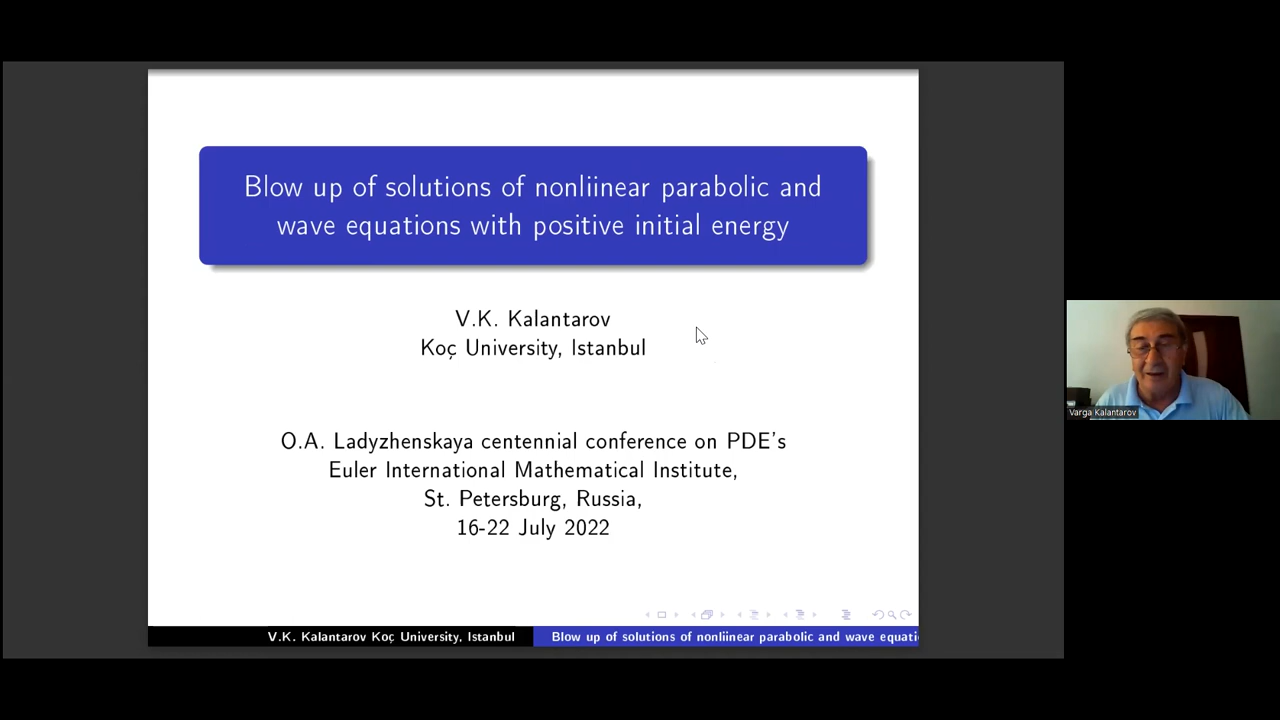 Blow up of solutions of nonliinear parabolic and
wave equations with positive initial energy
V.K. Kalantarov
Koç University, Istanbul
O.A. Ladyzhenskaya centennial conference on PDE's
Euler International Mathematical Institute,
St. Petersburg, Russia,
16-22 July 2022
V.K. Kalantarov Koç University, Istanbul
Blow up of solutions of nonliinear parabolic and wave equati
Varga Kalantarov